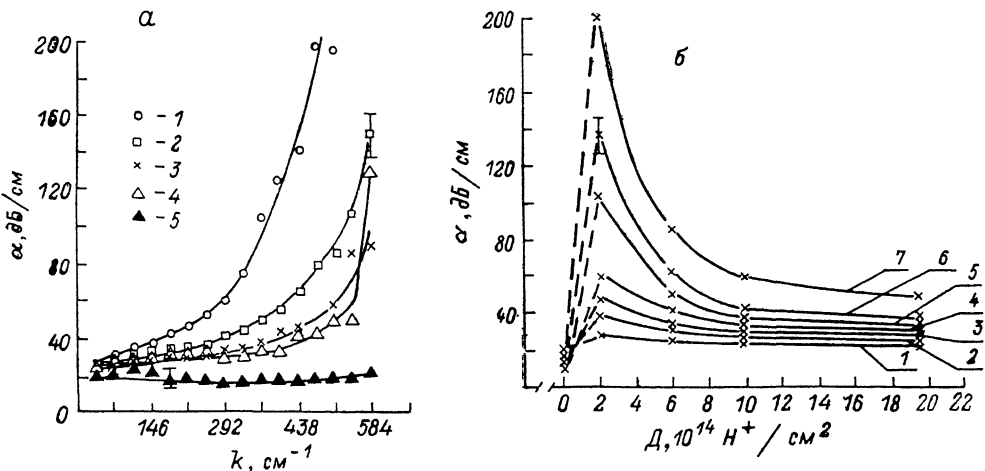 а
б
200
160
120
80
40
0
α, дБ/см
○ - 1
□ - 2
× - 3
△ - 4
▲ - 5
146 292 438 584
k, см⁻¹
200
160
120
80
40
α, дБ/см
7 6 5
4
3
1 2
0 2 4 6 8 10 12 14 16 18 20 22
Д, 10¹⁴ H⁺ / см²